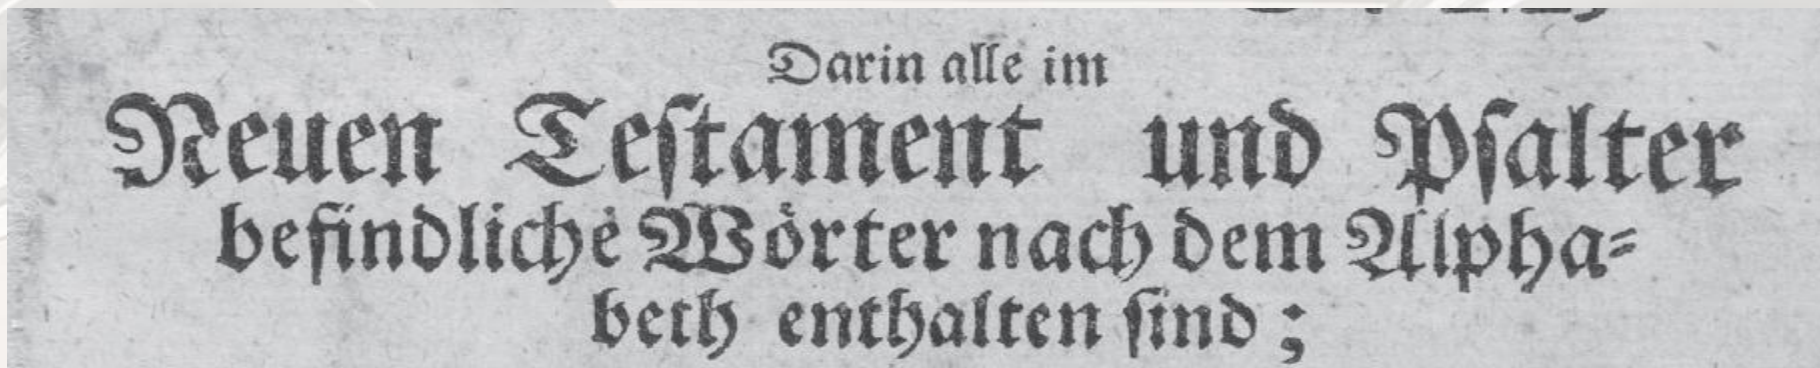 Darin alle im
Neuen Teſtament und Pſalter
befindliche Wörter nach dem Alpha⸗
beth enthalten ſind;